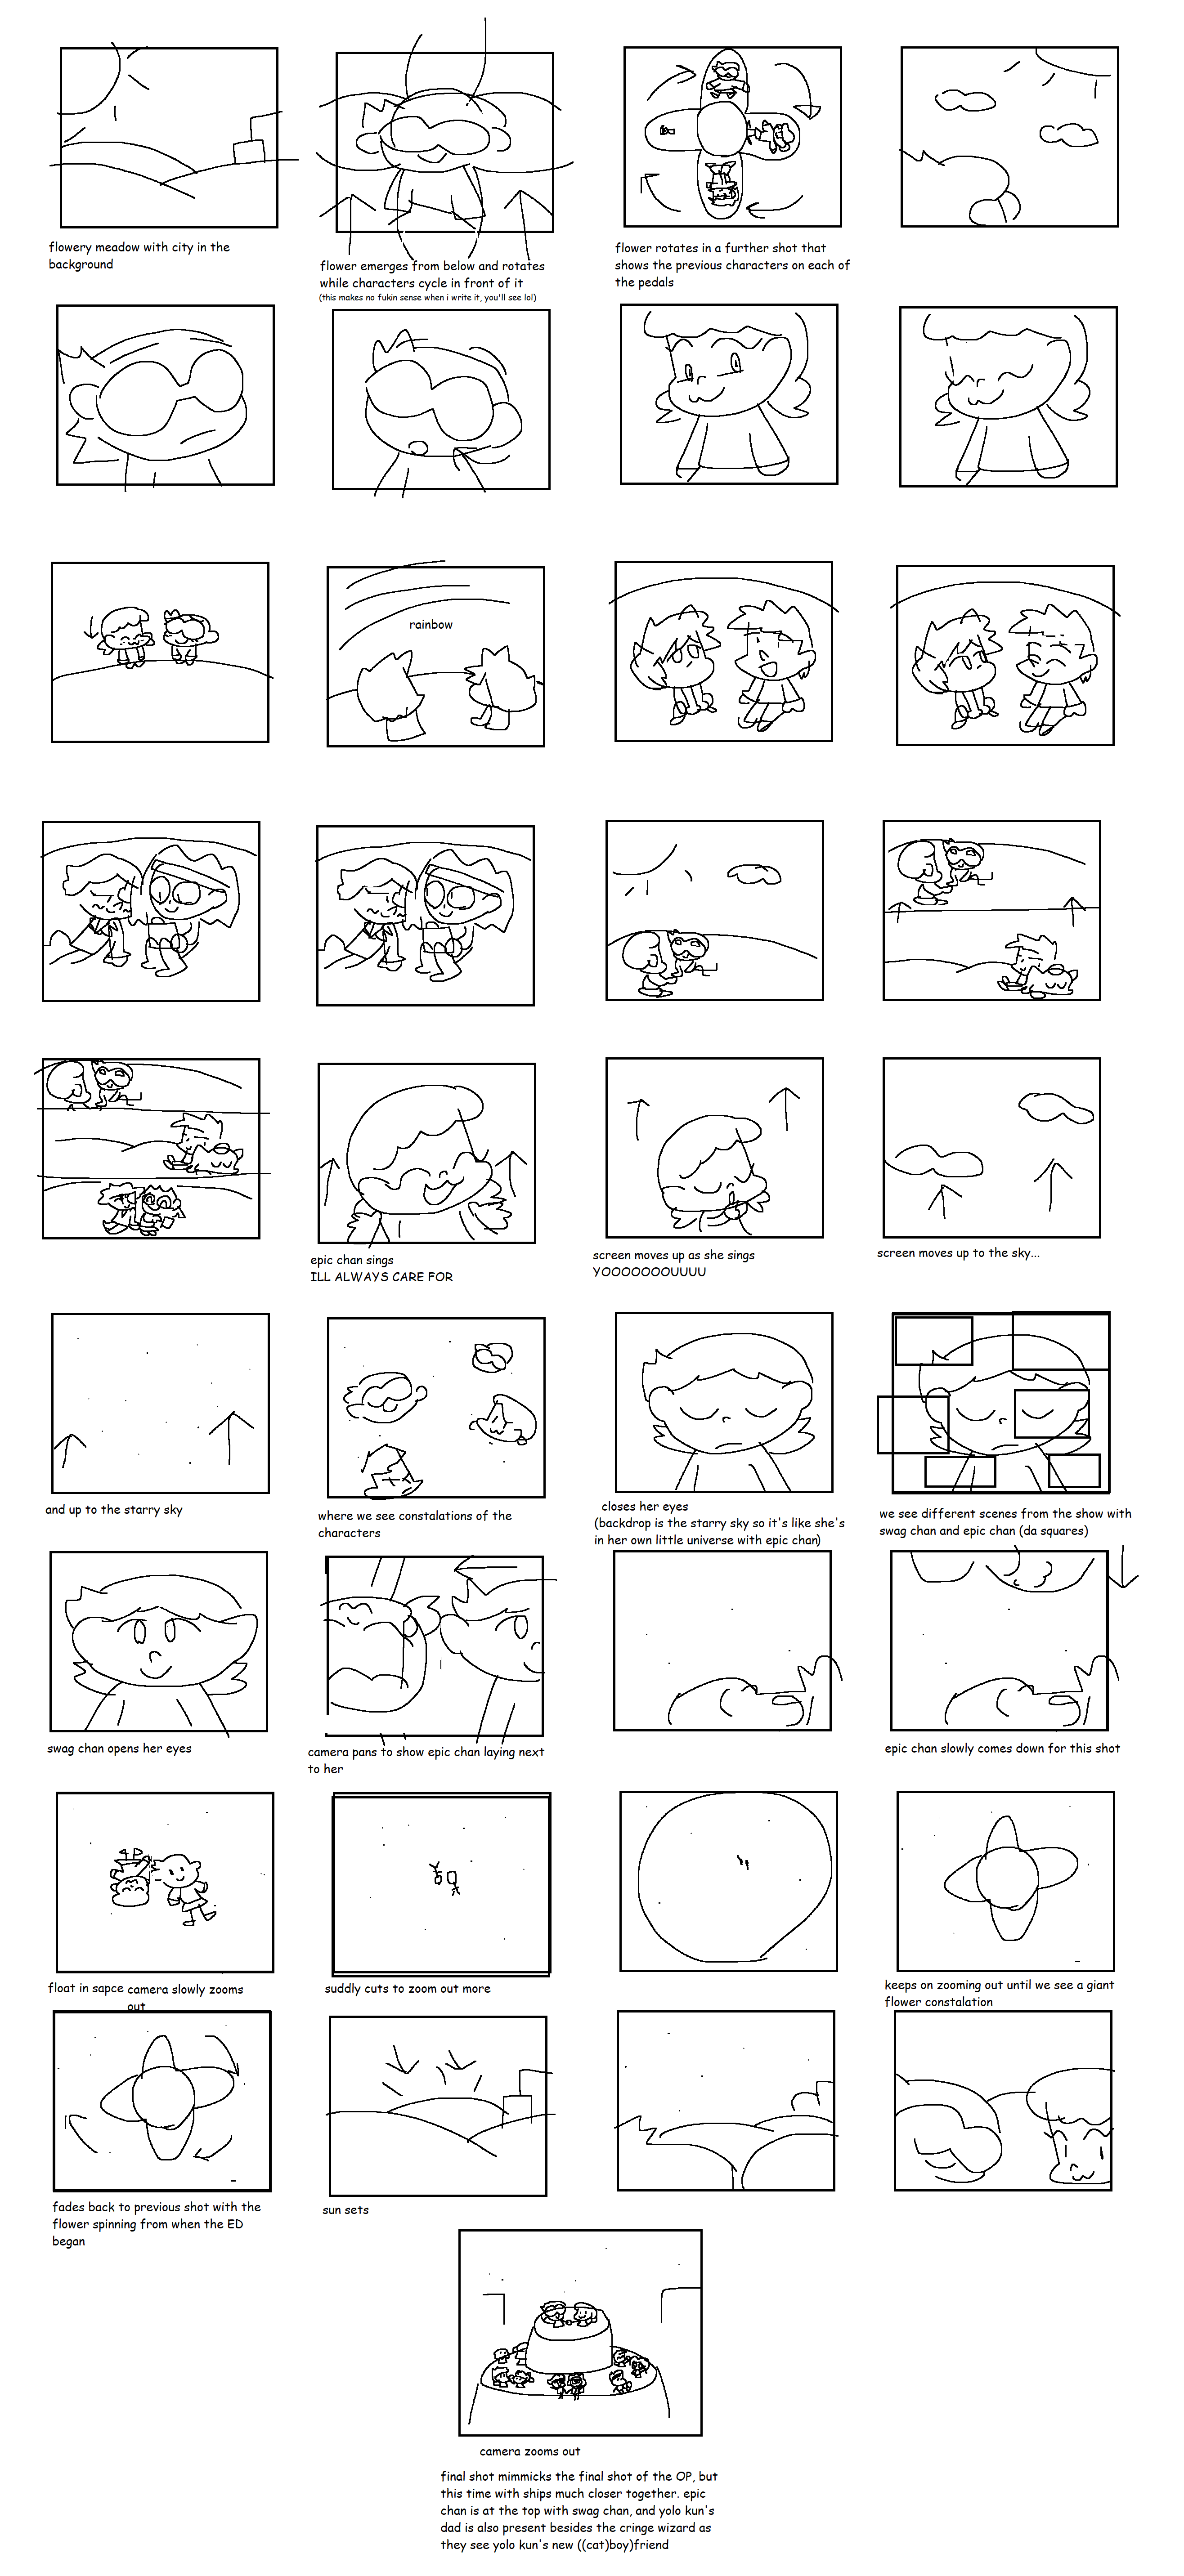 flowery meadow with city in the
background
flower emerges from below and rotates
while characters cycle in front of it
(this makes no fukin sense when i write it, you'll see lol)
flower rotates in a further shot that
shows the previous characters on each of
the pedals
rainbow
epic chan sings
ILL ALWAYS CARE FOR
screen moves up as she sings
YOOOOOOOUUUU
screen moves up to the sky...
and up to the starry sky
where we see constalations of the
characters
closes her eyes
(backdrop is the starry sky so it's like she's
in her own little universe with epic chan)
we see different scenes from the show with
swag chan and epic chan (da squares)
swag chan opens her eyes
camera pans to show epic chan laying next
to her
epic chan slowly comes down for this shot
float in sapce
camera slowly zooms
out
suddly cuts to zoom out more
keeps on zooming out until we see a giant
flower constalation
fades back to previous shot with the
flower spinning from when the ED
began
sun sets
camera zooms out
final shot mimmicks the final shot of the OP, but
this time with ships much closer together. epic
chan is at the top with swag chan, and yolo kun's
dad is also present besides the cringe wizard as
they see yolo kun's new ((cat)boy)friend